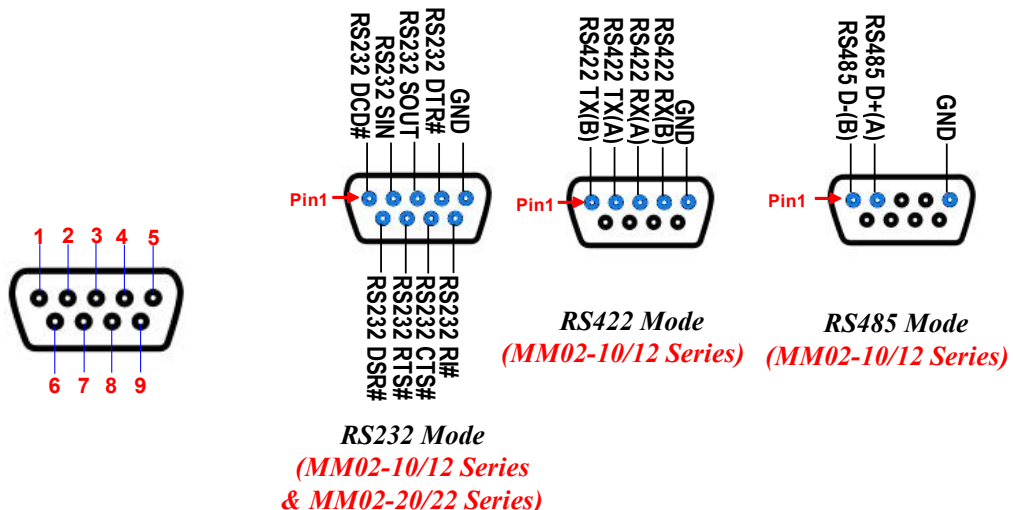 1 2 3 4 5
6 7 8 9
RS232 DCD#
RS232 SIN
RS232 SOUT
RS232 DTR#
GND
Pin1
RS232 DSR#
RS232 RTS#
RS232 CTS#
RS232 RI#
RS232 Mode
(MM02-10/12 Series
& MM02-20/22 Series)
RS422 TX(B)
RS422 TX(A)
RS422 RX(A)
RS422 RX(B)
GND
Pin1
RS422 Mode
(MM02-10/12 Series)
RS485 D-(B)
RS485 D+(A)
GND
Pin1
RS485 Mode
(MM02-10/12 Series)